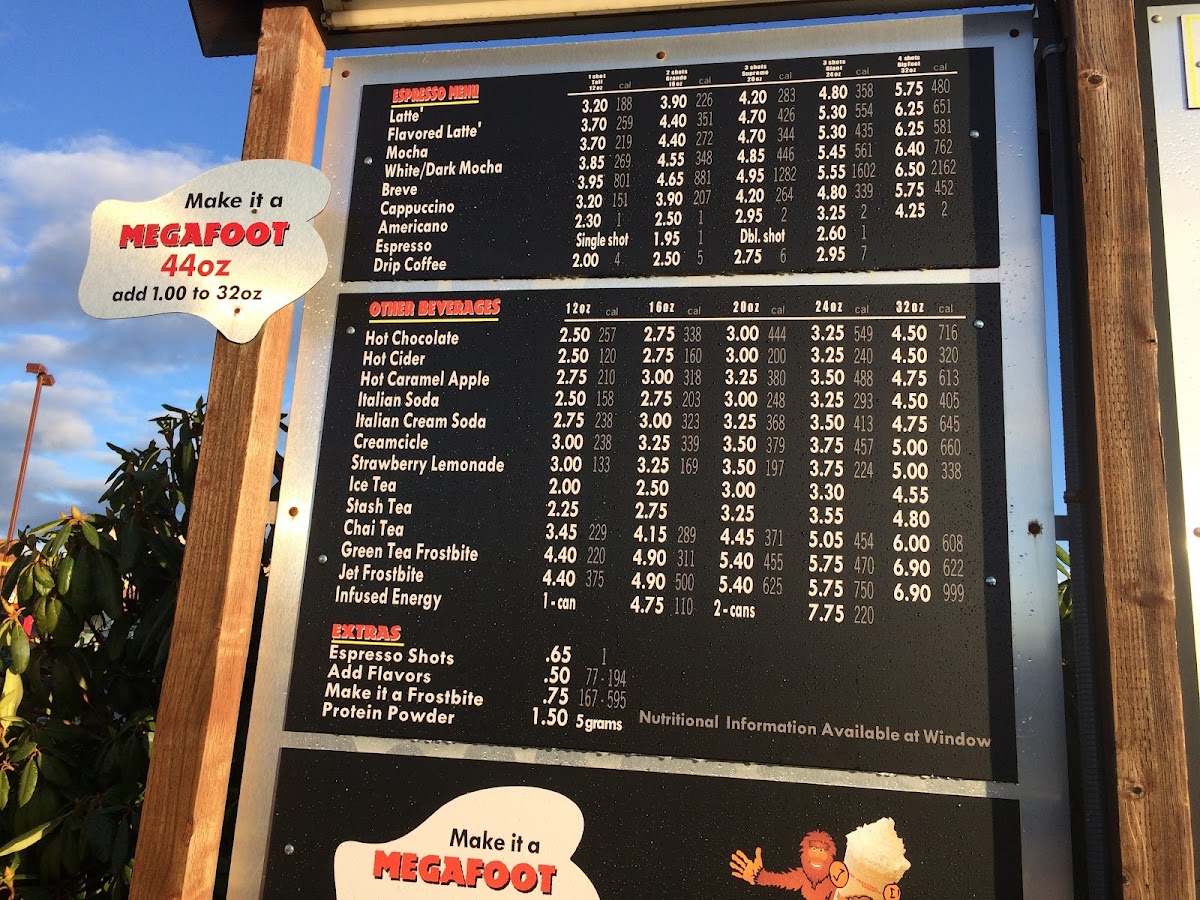 ESPRESSO MENU
1 shot 2 shots 3 shots 3 shots 4 shots
Tall Grande Supremo Giant BigFoot
12oz cal 16oz cal 20oz cal 24oz cal 32oz cal
Latte' 3.20 188 3.90 226 4.20 283 4.80 358 5.75 480
Flavored Latte' 3.70 259 4.40 351 4.70 426 5.30 554 6.25 651
Mocha 3.70 219 4.40 272 4.70 344 5.30 435 6.25 581
White/Dark Mocha 3.85 269 4.55 348 4.85 446 5.45 561 6.40 762
Breve 3.95 801 4.65 881 4.95 1282 5.55 1602 6.50 2162
Cappuccino 3.20 151 3.90 207 4.20 264 4.80 339 5.75 452
Americano 2.30 1 2.50 1 2.95 2 3.25 2 4.25 2
Espresso Single shot 1.95 1 Dbl. shot 2.60 1
Drip Coffee 2.00 4 2.50 5 2.75 6 2.95 7
Make it a
MEGAFOOT
44oz
add 1.00 to 32oz
OTHER BEVERAGES 12oz cal 16oz cal 20oz cal 24oz cal 32oz cal
Hot Chocolate 2.50 257 2.75 338 3.00 444 3.25 549 4.50 716
Hot Cider 2.50 120 2.75 160 3.00 200 3.25 240 4.50 320
Hot Caramel Apple 2.75 210 3.00 318 3.25 380 3.50 488 4.75 613
Italian Soda 2.50 158 2.75 203 3.00 248 3.25 293 4.50 405
Italian Cream Soda 2.75 238 3.00 323 3.25 368 3.50 413 4.75 645
Creamcicle 3.00 238 3.25 339 3.50 379 3.75 457 5.00 660
Strawberry Lemonade 3.00 133 3.25 169 3.50 197 3.75 224 5.00 338
Ice Tea 2.00 2.50 3.00 3.30 4.55
Stash Tea 2.25 2.75 3.25 3.55 4.80
Chai Tea 3.45 229 4.15 289 4.45 371 5.05 454 6.00 608
Green Tea Frostbite 4.40 220 4.90 311 5.40 455 5.75 470 6.90 622
Jet Frostbite 4.40 375 4.90 500 5.40 625 5.75 750 6.90 999
Infused Energy 1-can 4.75 110 2-cans 7.75 220
EXTRAS
Espresso Shots .65 1
Add Flavors .50 77-194
Make it a Frostbite .75 167-595
Protein Powder 1.50 5 grams
Nutritional Information Available at Window
Make it a
MEGAFOOT